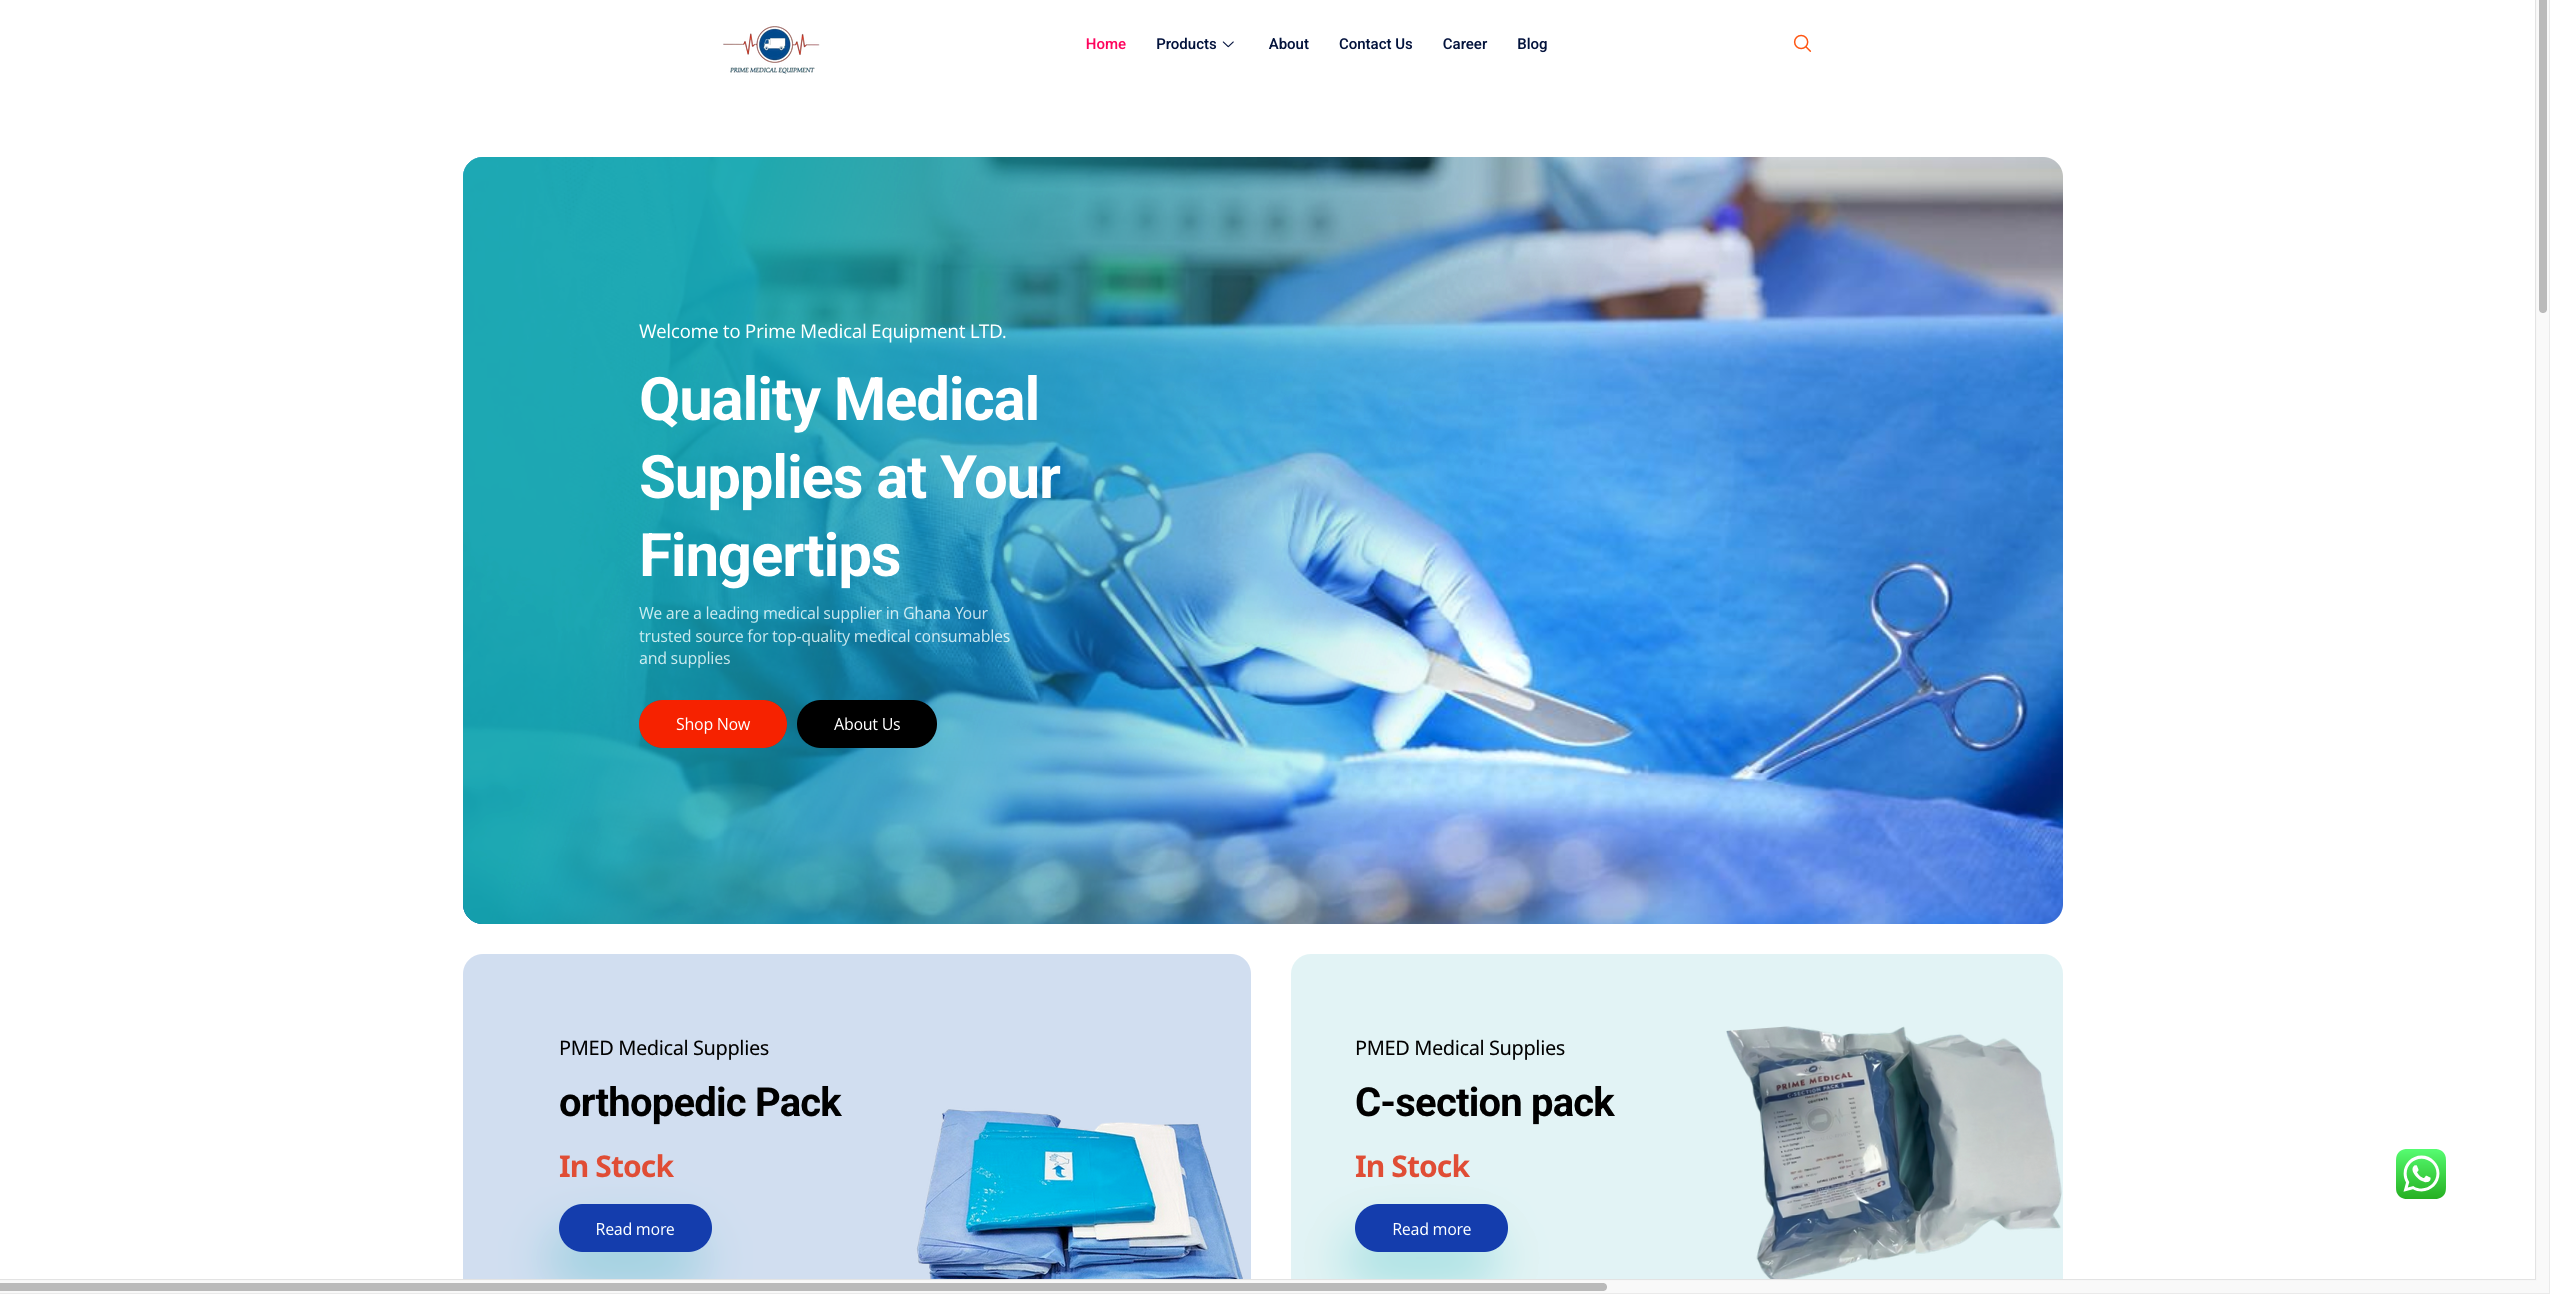 PRIME MEDICAL EQUIPMENT
Home
Products
About
Contact Us
Career
Blog
Welcome to Prime Medical Equipment LTD.
Quality Medical
Supplies at Your
Fingertips
We are a leading medical supplier in Ghana Your
trusted source for top-quality medical consumables
and supplies
Shop Now
About Us
PMED Medical Supplies
orthopedic Pack
In Stock
Read more
PMED Medical Supplies
C-section pack
In Stock
Read more
PRIME MEDICAL
C-SECTION PACK